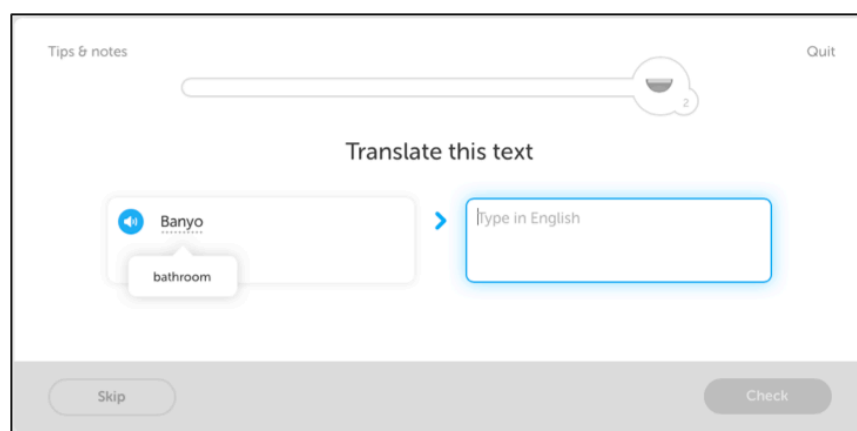 Tips & notes
Quit
2
Translate this text
Banyo
Type in English
bathroom
Skip
Check